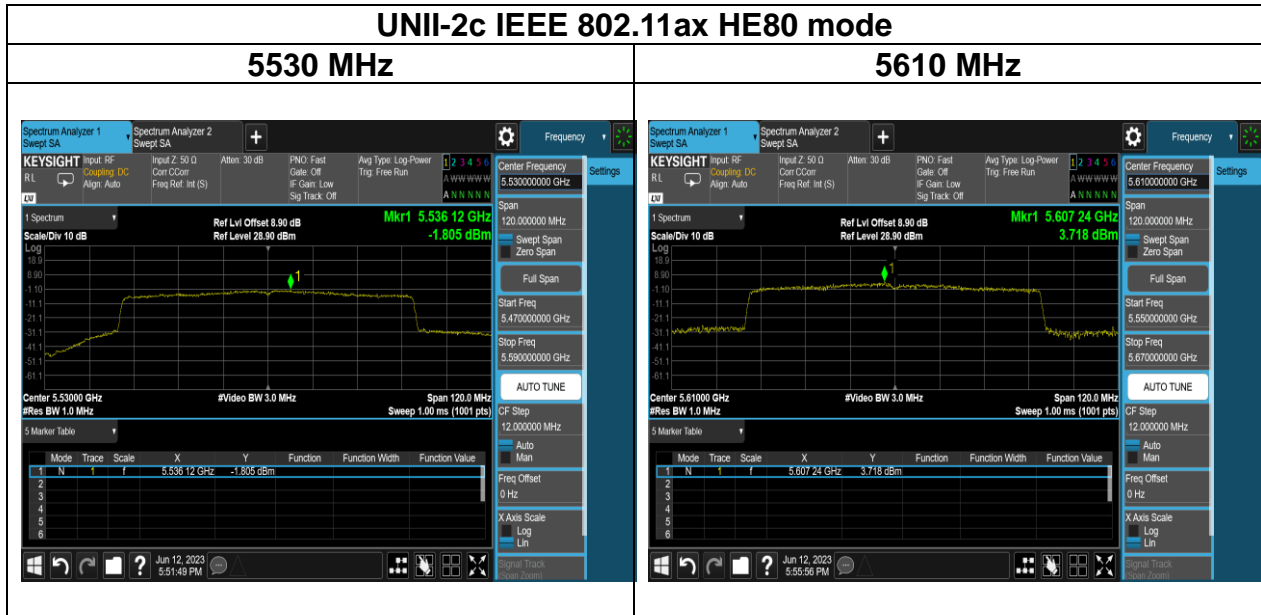 UNII-2c IEEE 802.11ax HE80 mode
5530 MHz
5610 MHz
Spectrum Analyzer 1
Swept SA
Spectrum Analyzer 2
Swept SA
+
Frequency
KEYSIGHT
RL
LXI
Input: RF
Coupling: DC
Align: Auto
Input Z: 50 Ω
Corr CCorr
Freq Ref: Int (S)
Atten: 30 dB
PNO: Fast
Gate: Off
IF Gain: Low
Sig Track: Off
Avg Type: Log-Power
Trig: Free Run
1 2 3 4 5 6
A W W W W W
A N N N N N
1 Spectrum
Scale/Div 10 dB
Ref Lvl Offset 8.90 dB
Ref Level 28.90 dBm
Mkr1 5.536 12 GHz
-1.805 dBm
Log
18.9
8.90
-1.10
-11.1
-21.1
-31.1
-41.1
-51.1
-61.1
1
Center 5.53000 GHz
#Res BW 1.0 MHz
#Video BW 3.0 MHz
Span 120.0 MHz
Sweep 1.00 ms (1001 pts)
5 Marker Table
Mode Trace Scale X Y Function Function Width Function Value
1 N 1 f 5.536 12 GHz -1.805 dBm
2
3
4
5
6
Jun 12, 2023
5:51:49 PM
Center Frequency
5.530000000 GHz
Settings
Span
120.000000 MHz
Swept Span
Zero Span
Full Span
Start Freq
5.470000000 GHz
Stop Freq
5.590000000 GHz
AUTO TUNE
CF Step
12.000000 MHz
Auto
Man
Freq Offset
0 Hz
X Axis Scale
Log
Lin
Signal Track
(Span Zoom)
Spectrum Analyzer 1
Swept SA
Spectrum Analyzer 2
Swept SA
+
Frequency
KEYSIGHT
RL
LXI
Input: RF
Coupling: DC
Align: Auto
Input Z: 50 Ω
Corr CCorr
Freq Ref: Int (S)
Atten: 30 dB
PNO: Fast
Gate: Off
IF Gain: Low
Sig Track: Off
Avg Type: Log-Power
Trig: Free Run
1 2 3 4 5 6
A W W W W W
A N N N N N
1 Spectrum
Scale/Div 10 dB
Ref Lvl Offset 8.90 dB
Ref Level 28.90 dBm
Mkr1 5.607 24 GHz
3.718 dBm
Log
18.9
8.90
-1.10
-11.1
-21.1
-31.1
-41.1
-51.1
-61.1
1
Center 5.61000 GHz
#Res BW 1.0 MHz
#Video BW 3.0 MHz
Span 120.0 MHz
Sweep 1.00 ms (1001 pts)
5 Marker Table
Mode Trace Scale X Y Function Function Width Function Value
1 N 1 f 5.607 24 GHz 3.718 dBm
2
3
4
5
6
Jun 12, 2023
5:55:56 PM
Center Frequency
5.610000000 GHz
Settings
Span
120.000000 MHz
Swept Span
Zero Span
Full Span
Start Freq
5.550000000 GHz
Stop Freq
5.670000000 GHz
AUTO TUNE
CF Step
12.000000 MHz
Auto
Man
Freq Offset
0 Hz
X Axis Scale
Log
Lin
Signal Track
(Span Zoom)